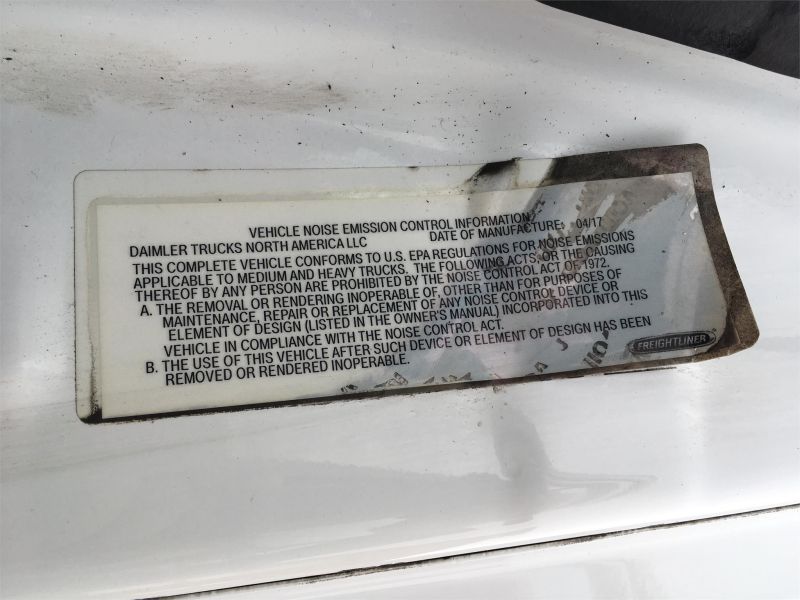 VEHICLE NOISE EMISSION CONTROL INFORMATION
DAIMLER TRUCKS NORTH AMERICA LLC DATE OF MANUFACTURE: 04/17
THIS COMPLETE VEHICLE CONFORMS TO U.S. EPA REGULATIONS FOR NOISE EMISSIONS
APPLICABLE TO MEDIUM AND HEAVY TRUCKS. THE FOLLOWING ACTS, OR THE CAUSING
THEREOF BY ANY PERSON ARE PROHIBITED BY THE NOISE CONTROL ACT OF 1972.
A. THE REMOVAL OR RENDERING INOPERABLE OF, OTHER THAN FOR PURPOSES OF
MAINTENANCE, REPAIR OR REPLACEMENT OF ANY NOISE CONTROL DEVICE OR
ELEMENT OF DESIGN (LISTED IN THE OWNER'S MANUAL) INCORPORATED INTO THIS
VEHICLE IN COMPLIANCE WITH THE NOISE CONTROL ACT.
B. THE USE OF THIS VEHICLE AFTER SUCH DEVICE OR ELEMENT OF DESIGN HAS BEEN
REMOVED OR RENDERED INOPERABLE.
FREIGHTLINER